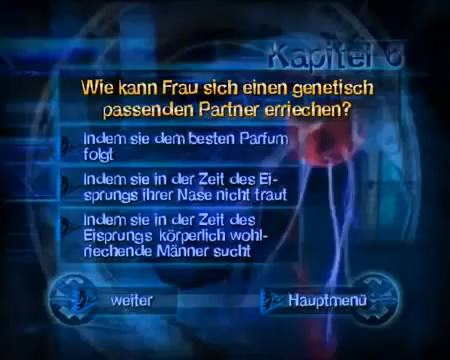 Kapitel 6
Wie kann Frau sich einen genetisch
passenden Partner erriechen?
Indem sie dem besten Parfum
folgt
Indem sie in der Zeit des Ei-
sprungs ihrer Nase nicht traut
Indem sie in der Zeit des
Eisprungs körperlich wohl-
riechende Männer sucht
weiter
Hauptmenü